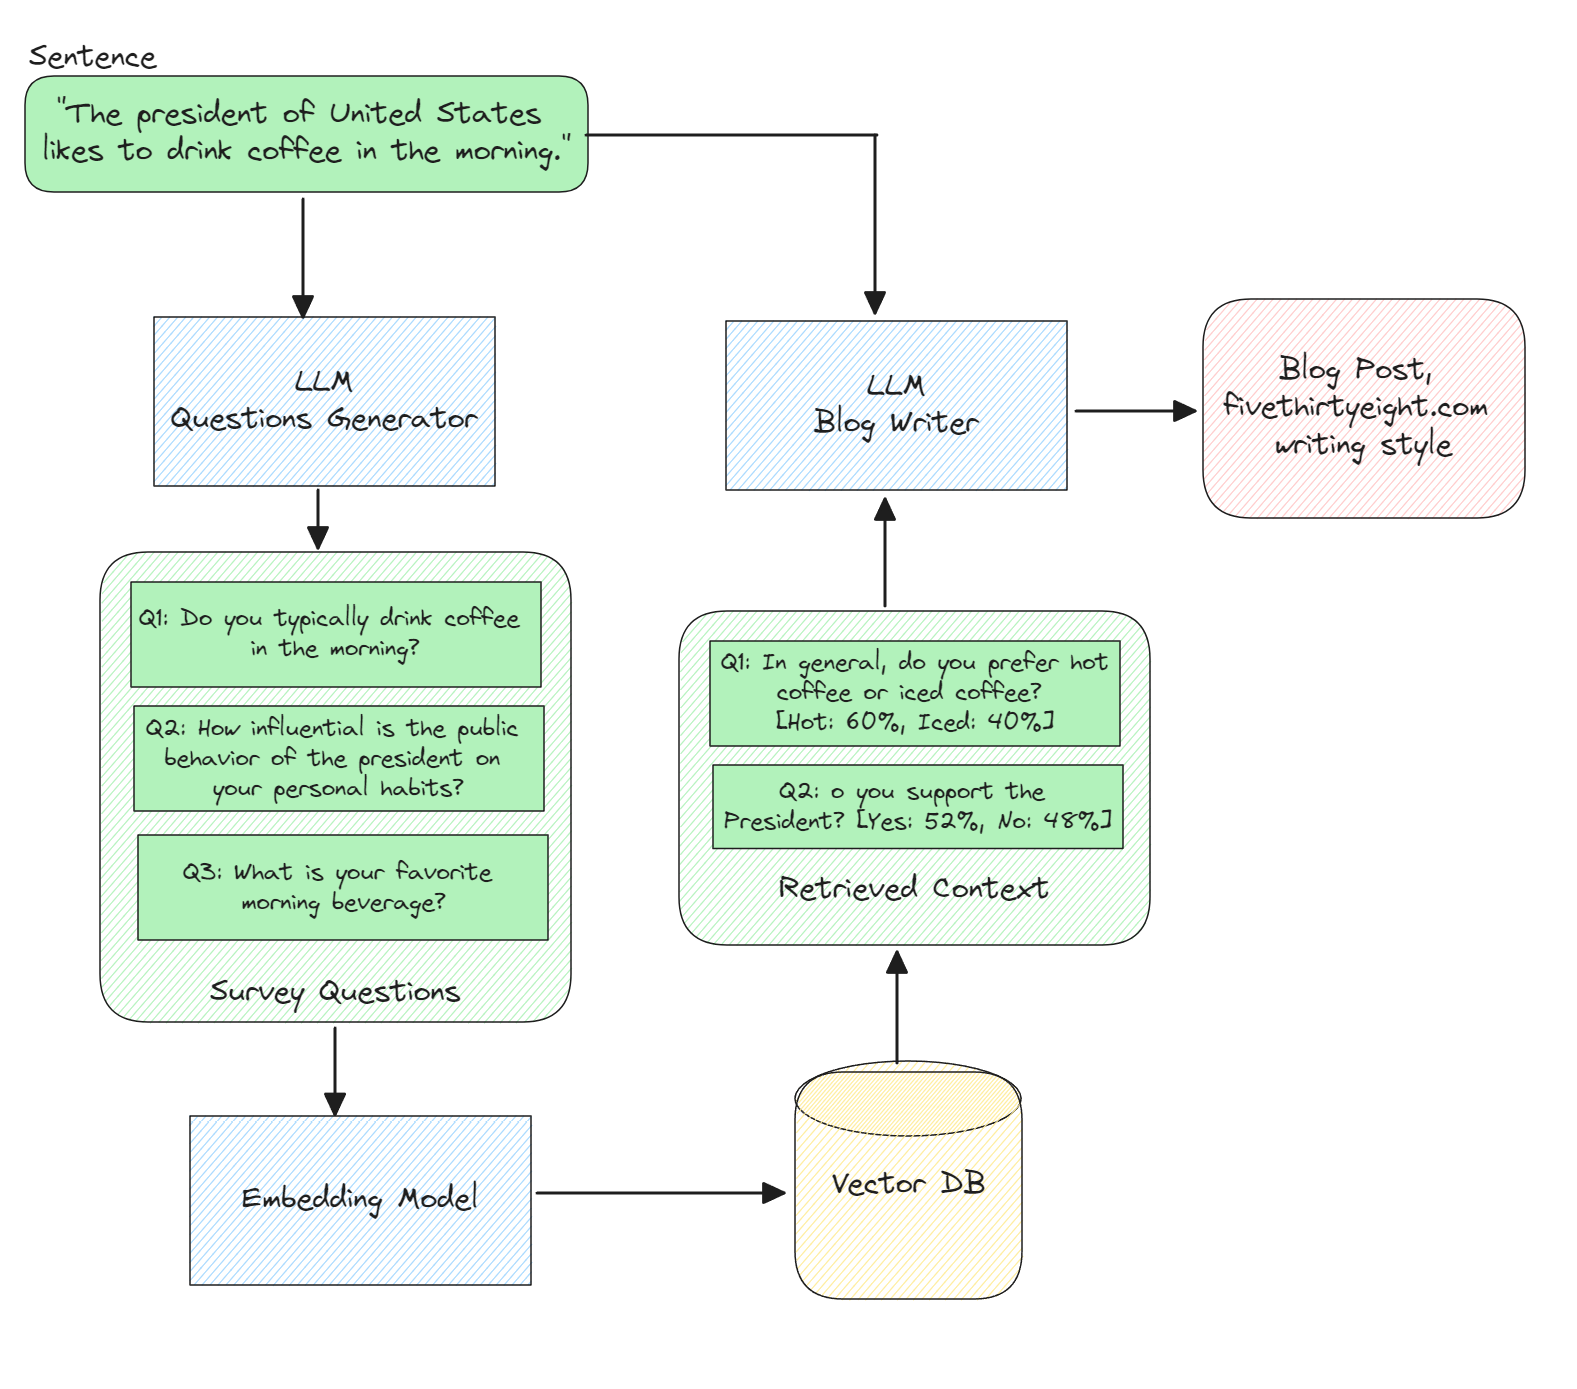 Sentence
"The president of United States
likes to drink coffee in the morning."
LLM
Questions Generator
Q1: Do you typically drink coffee
in the morning?
Q2: How influential is the public
behavior of the president on
your personal habits?
Q3: What is your favorite
morning beverage?
Survey Questions
Embedding Model
Vector DB
Q1: In general, do you prefer hot
coffee or iced coffee?
[Hot: 60%, Iced: 40%]
Q2: o you support the
President? [Yes: 52%, No: 48%]
Retrieved Context
LLM
Blog Writer
Blog Post,
fivethirtyeight.com
writing style